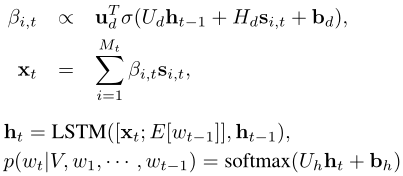 β_{i,t} ∝ u_d^T σ(U_d h_{t−1} + H_d s_{i,t} + b_d),
x_t = ∑_{i=1}^{M_t} β_{i,t} s_{i,t},
h_t = LSTM([x_t; E[w_{t−1}]], h_{t−1}),
p(w_t|V, w_1, ⋯ , w_{t−1}) = softmax(U_h h_t + b_h)